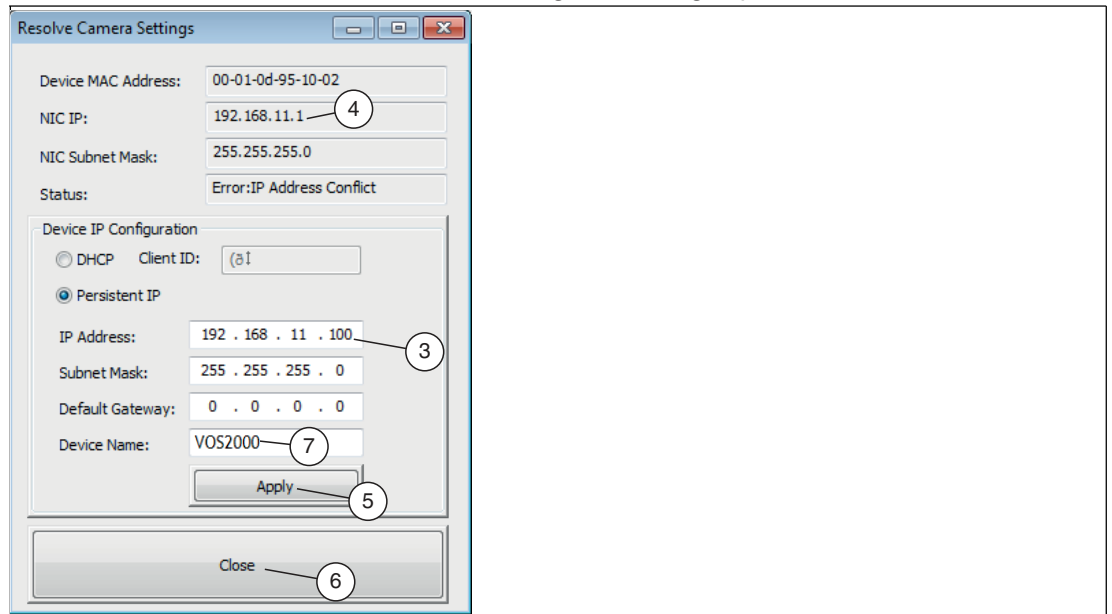 Resolve Camera Settings
Device MAC Address: 00-01-0d-95-10-02
NIC IP: 192.168.11.1 4
NIC Subnet Mask: 255.255.255.0
Status: Error:IP Address Conflict
Device IP Configuration
DHCP Client ID: (ðI
Persistent IP
IP Address: 192 . 168 . 11 . 100 3
Subnet Mask: 255 . 255 . 255 . 0
Default Gateway: 0 . 0 . 0 . 0
Device Name: VOS2000 7
Apply 5
Close 6